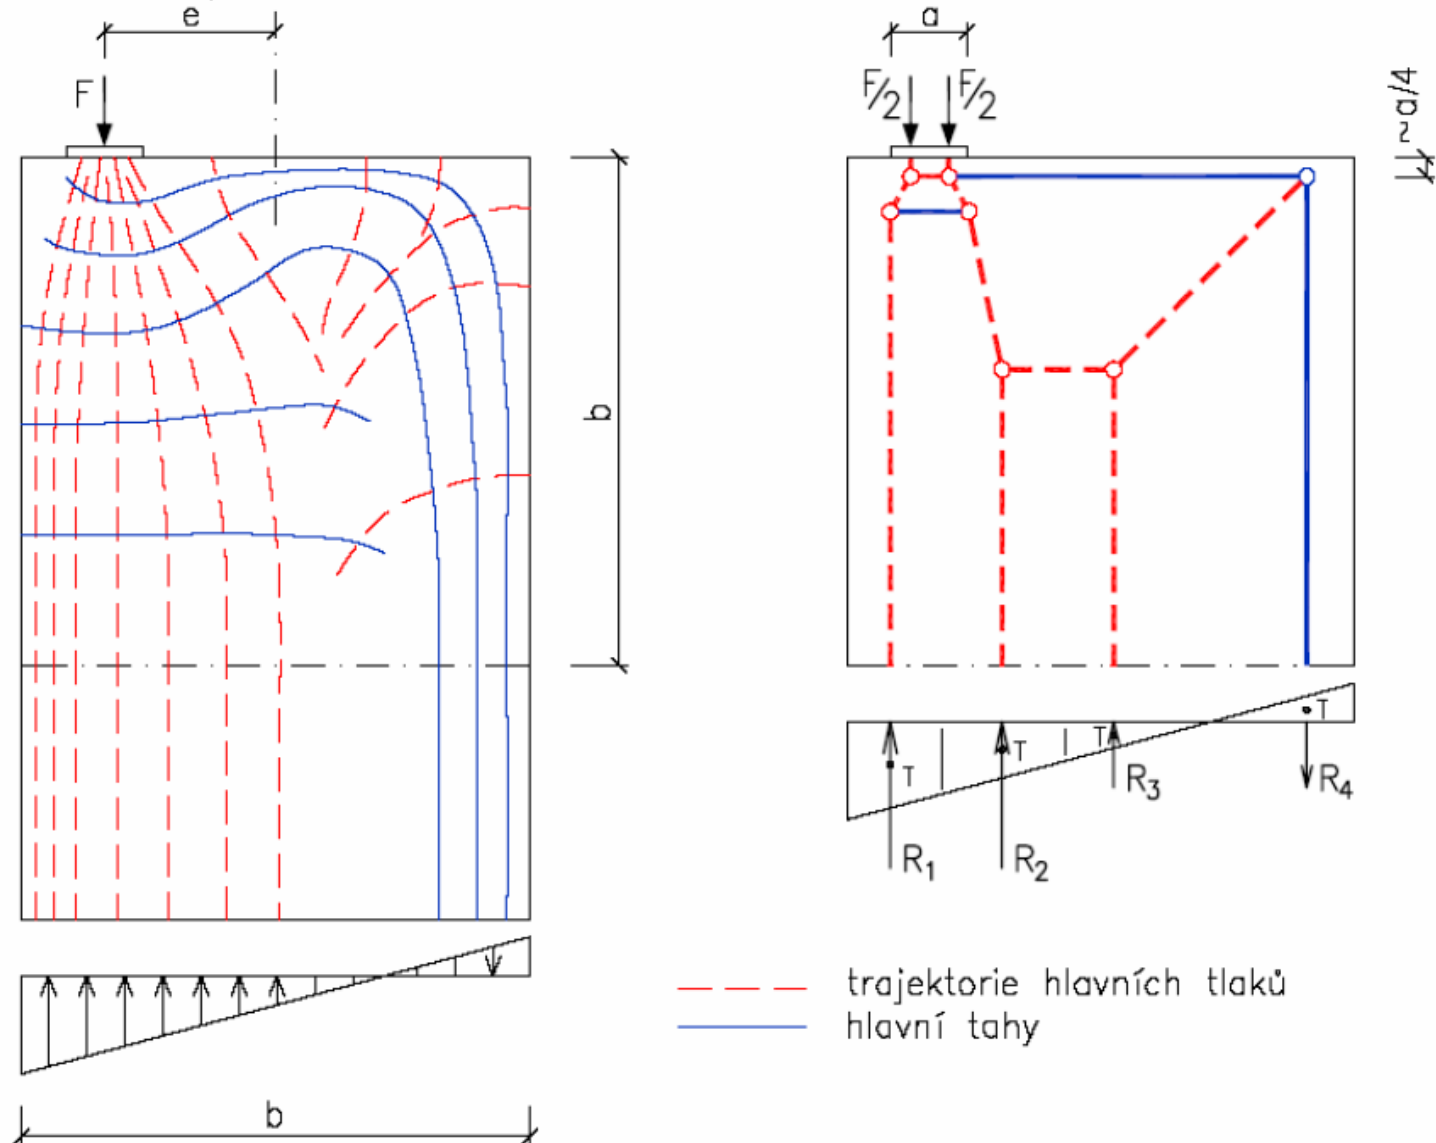 e
a
F
F/2 F/2
~a/4
b
T T T T
R₁ R₂ R₃ R₄
b
trajektorie hlavních tlaků
hlavní tahy